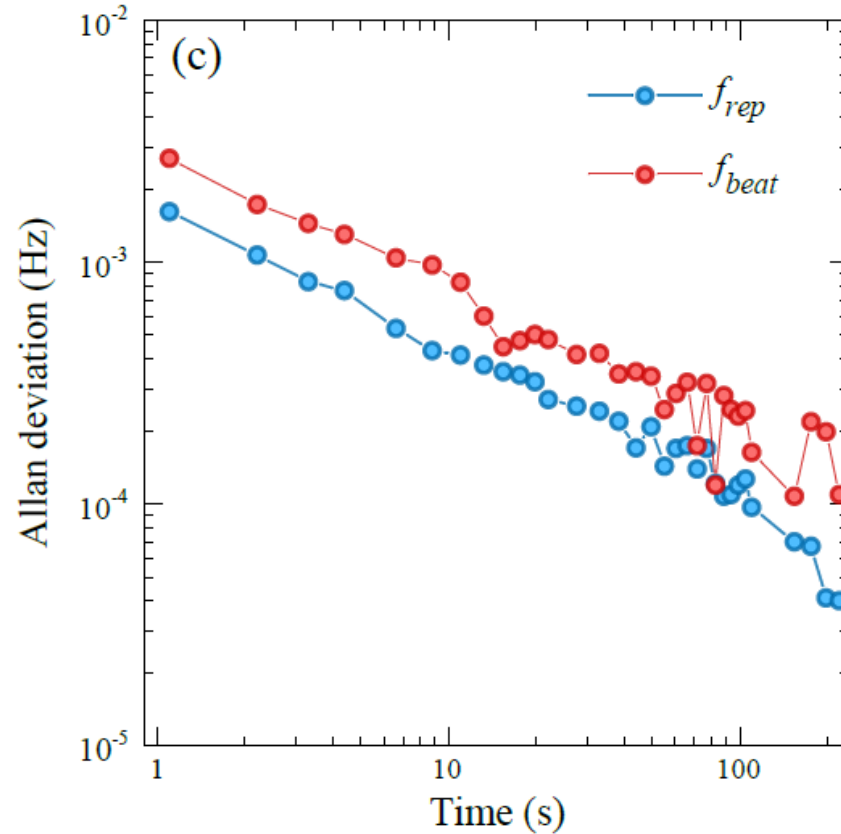 (c)
f_rep
f_beat
Allan deviation (Hz)
10^-2
10^-3
10^-4
10^-5
1
10
100
Time (s)